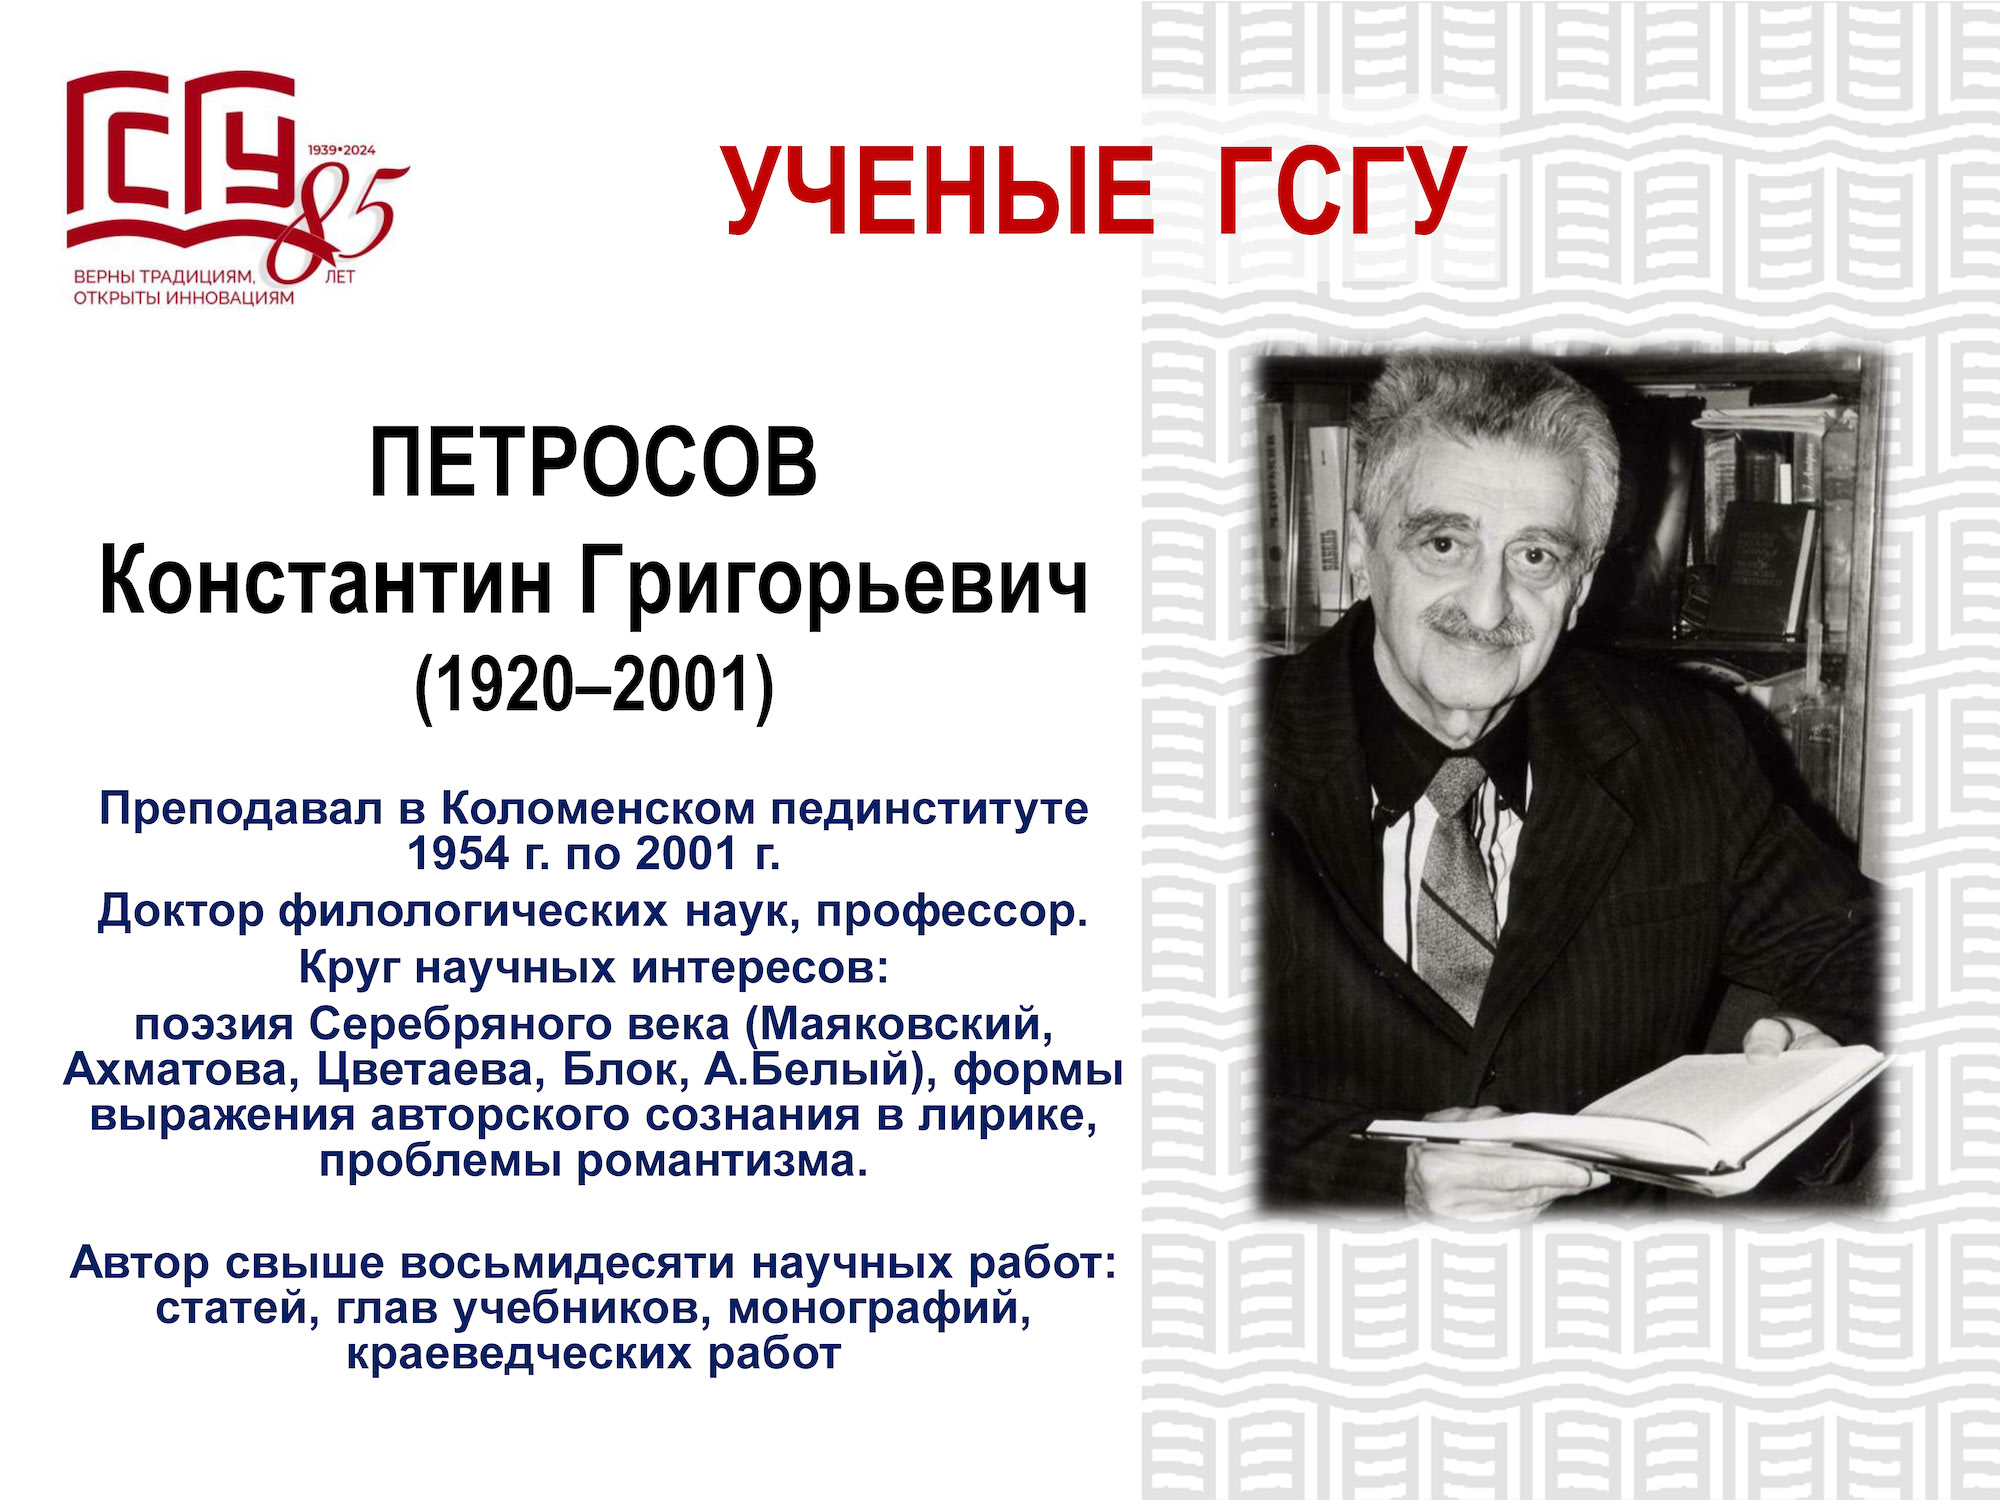 ГСГУ
1939•2024
85
ВЕРНЫ ТРАДИЦИЯМ, ЛЕТ
ОТКРЫТЫ ИННОВАЦИЯМ
УЧЕНЫЕ ГСГУ
ПЕТРОСОВ
Константин Григорьевич
(1920–2001)
Преподавал в Коломенском пединституте
1954 г. по 2001 г.
Доктор филологических наук, профессор.
Круг научных интересов:
поэзия Серебряного века (Маяковский,
Ахматова, Цветаева, Блок, А.Белый), формы
выражения авторского сознания в лирике,
проблемы романтизма.
Автор свыше восьмидесяти научных работ:
статей, глав учебников, монографий,
краеведческих работ